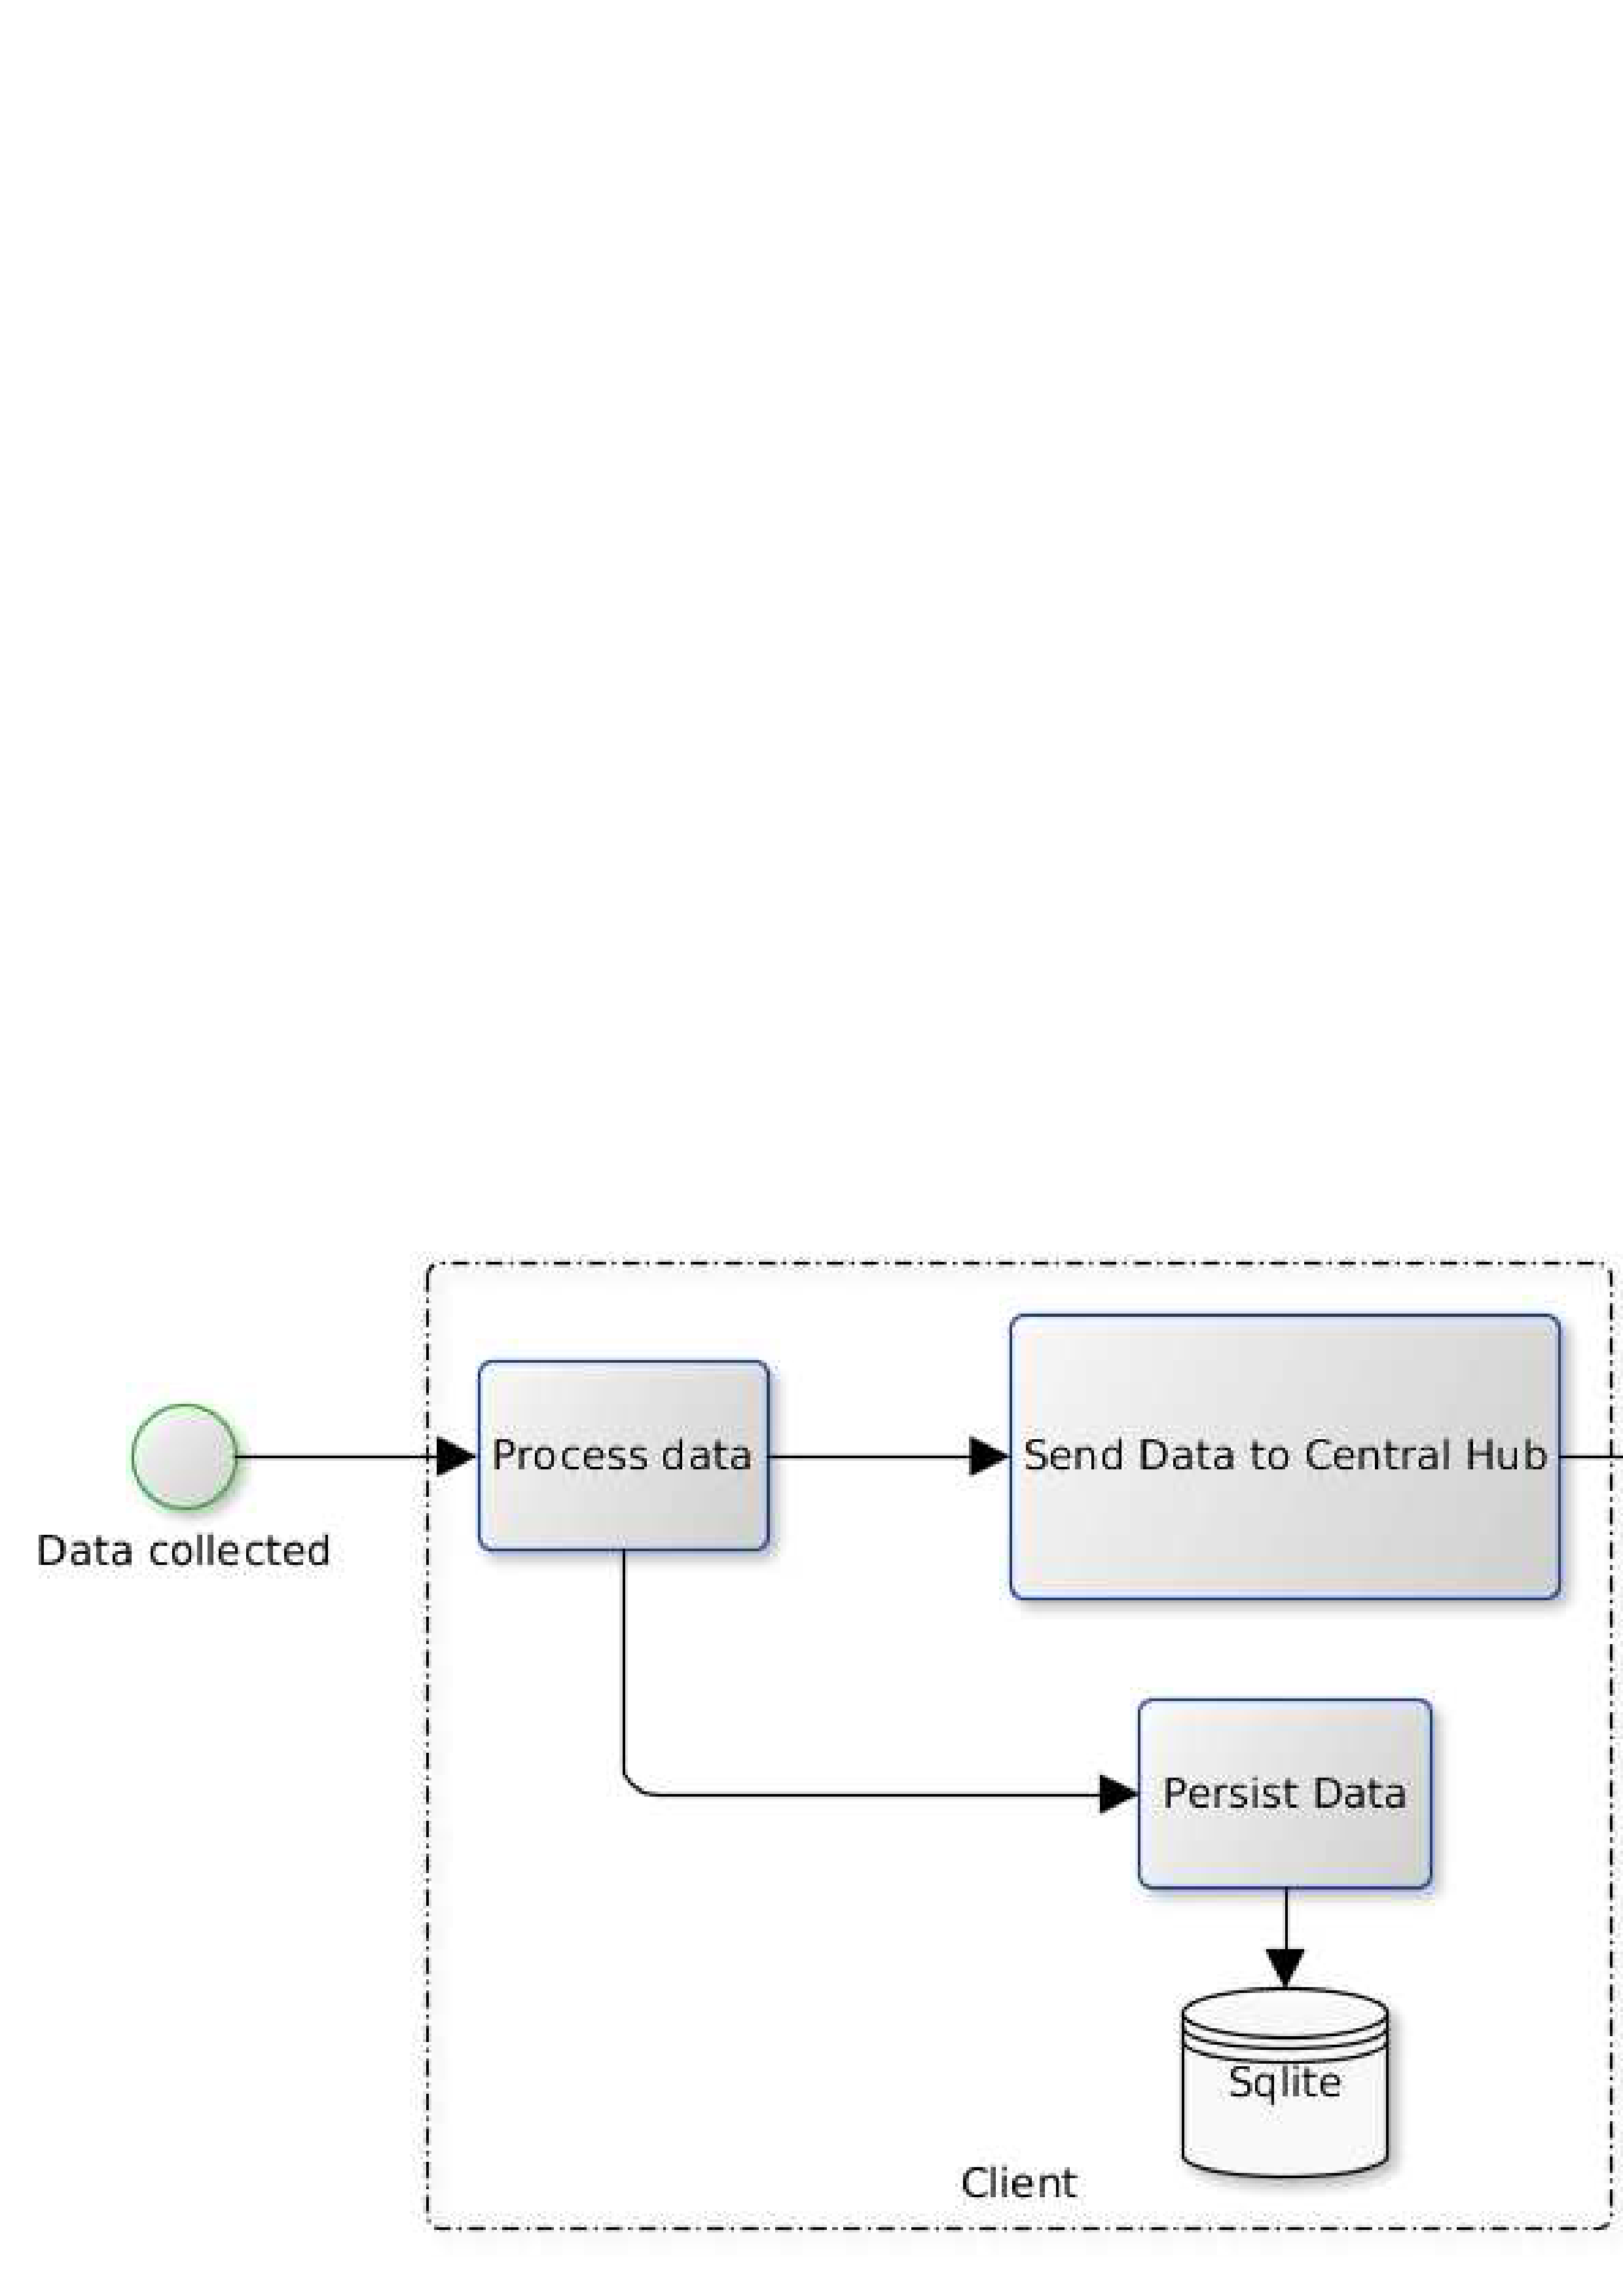 Process data
Send Data to Central Hub
Data collected
Persist Data
Sqlite
Client